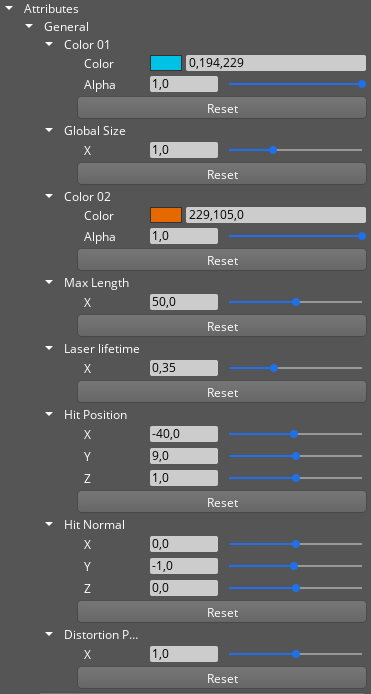 Attributes
General
Color 01
Color 0,194,229
Alpha 1,0
Reset
Global Size
X 1,0
Reset
Color 02
Color 229,105,0
Alpha 1,0
Reset
Max Length
X 50,0
Reset
Laser lifetime
X 0,35
Reset
Hit Position
X -40,0
Y 9,0
Z 1,0
Reset
Hit Normal
X 0,0
Y -1,0
Z 0,0
Reset
Distortion P...
X 1,0
Reset